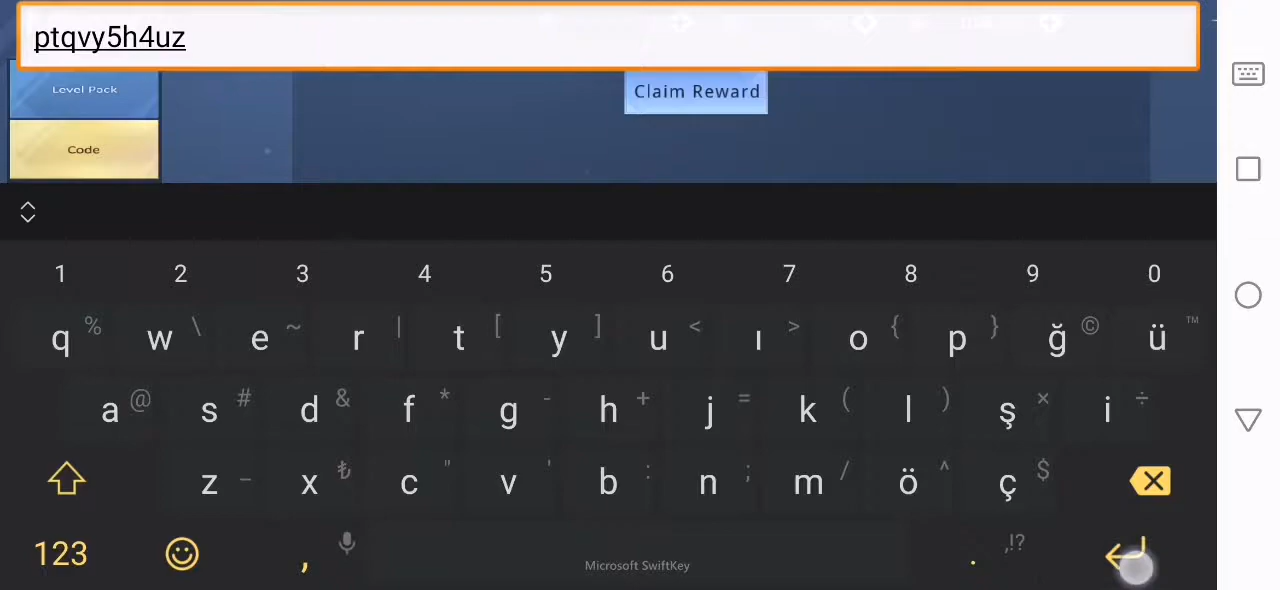 ptqvy5h4uz
Level Pack
Claim Reward
Code
1 2 3 4 5 6 7 8 9 0
q % w \ e ~ r | t [ y ] u < ı > o { p } ğ © ü ™
a @ s # d & f * g - h + j = k ( l ) ş × i ÷
z _ x ₺ c " v ' b : n ; m / ö ^ ç $
123 , . ,!?
Microsoft SwiftKey